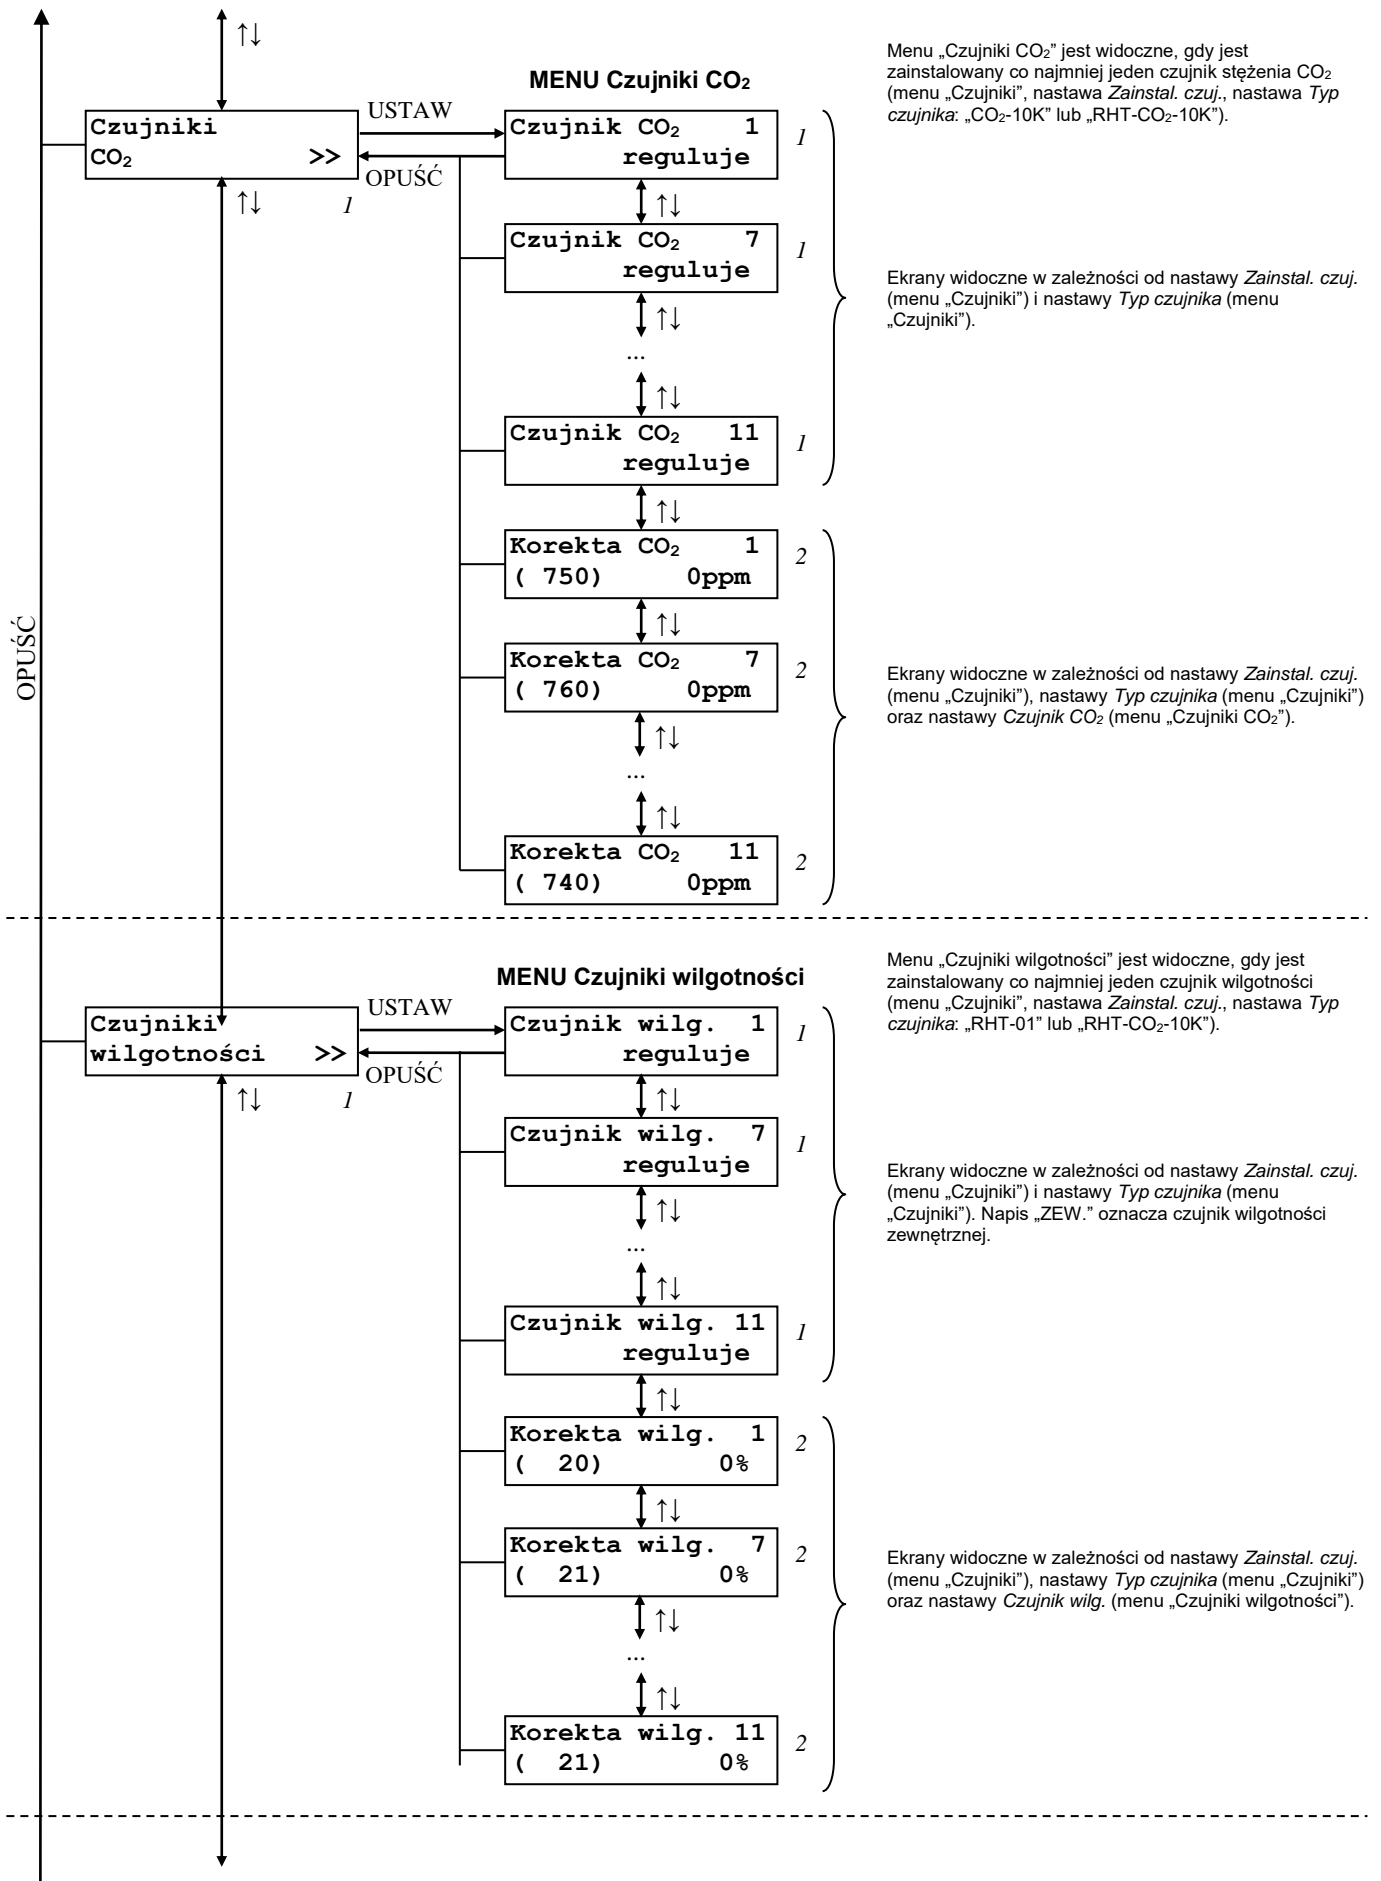 ↑↓
MENU Czujniki CO₂
Menu „Czujniki CO₂” jest widoczne, gdy jest
zainstalowany co najmniej jeden czujnik stężenia CO₂
(menu „Czujniki”, nastawa Zainstal. czuj., nastawa Typ
czujnika: „CO₂-10K” lub „RHT-CO₂-10K”).
Czujniki
CO₂ >>
1
↑↓
USTAW
OPUŚĆ
Czujnik CO₂ 1
reguluje
1
↑↓
Czujnik CO₂ 7
reguluje
1
↑↓
...
↑↓
Czujnik CO₂ 11
reguluje
1
Ekrany widoczne w zależności od nastawy Zainstal. czuj.
(menu „Czujniki”) i nastawy Typ czujnika (menu
„Czujniki”).
↑↓
Korekta CO₂ 1
( 750) 0ppm
2
↑↓
Korekta CO₂ 7
( 760) 0ppm
2
↑↓
...
↑↓
Korekta CO₂ 11
( 740) 0ppm
2
Ekrany widoczne w zależności od nastawy Zainstal. czuj.
(menu „Czujniki”), nastawy Typ czujnika (menu „Czujniki”)
oraz nastawy Czujnik CO₂ (menu „Czujniki CO₂”).
OPUŚĆ
MENU Czujniki wilgotności
Menu „Czujniki wilgotności” jest widoczne, gdy jest
zainstalowany co najmniej jeden czujnik wilgotności
(menu „Czujniki”, nastawa Zainstal. czuj., nastawa Typ
czujnika: „RHT-01” lub „RHT-CO₂-10K”).
Czujniki
wilgotności >>
1
↑↓
USTAW
OPUŚĆ
Czujnik wilg. 1
reguluje
1
↑↓
Czujnik wilg. 7
reguluje
1
↑↓
...
↑↓
Czujnik wilg. 11
reguluje
1
Ekrany widoczne w zależności od nastawy Zainstal. czuj.
(menu „Czujniki”) i nastawy Typ czujnika (menu
„Czujniki”). Napis „ZEW.” oznacza czujnik wilgotności
zewnętrznej.
↑↓
Korekta wilg. 1
( 20) 0%
2
↑↓
Korekta wilg. 7
( 21) 0%
2
↑↓
...
↑↓
Korekta wilg. 11
( 21) 0%
2
Ekrany widoczne w zależności od nastawy Zainstal. czuj.
(menu „Czujniki”), nastawy Typ czujnika (menu „Czujniki”)
oraz nastawy Czujnik wilg. (menu „Czujniki wilgotności”).